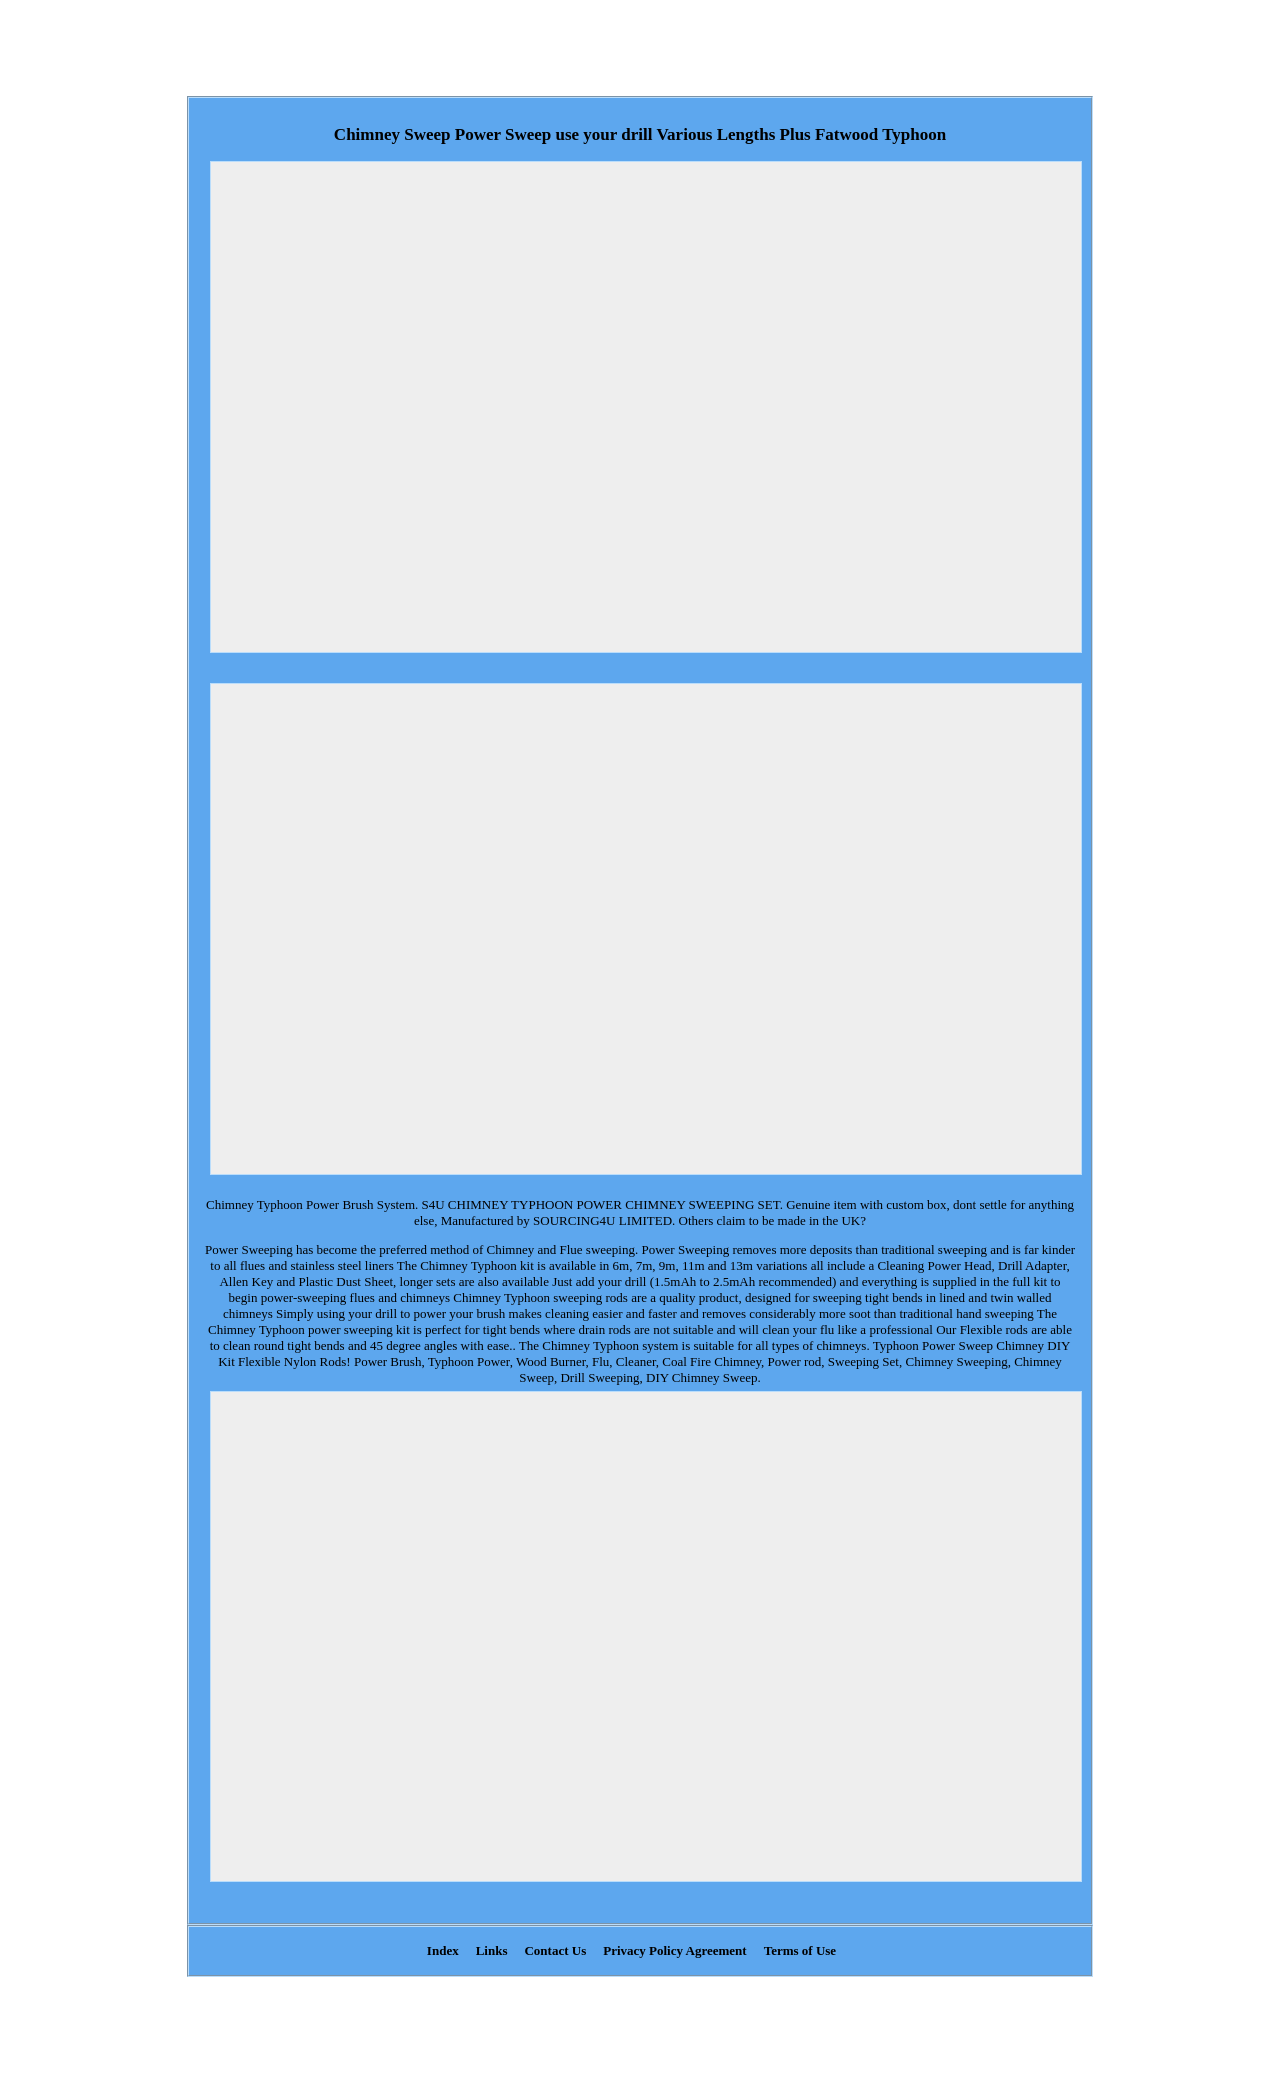 Chimney Sweep Power Sweep use your drill Various Lengths Plus Fatwood Typhoon
Chimney Typhoon Power Brush System. S4U CHIMNEY TYPHOON POWER CHIMNEY SWEEPING SET. Genuine item with custom box, dont settle for anything
else, Manufactured by SOURCING4U LIMITED. Others claim to be made in the UK?
Power Sweeping has become the preferred method of Chimney and Flue sweeping. Power Sweeping removes more deposits than traditional sweeping and is far kinder
to all flues and stainless steel liners The Chimney Typhoon kit is available in 6m, 7m, 9m, 11m and 13m variations all include a Cleaning Power Head, Drill Adapter,
Allen Key and Plastic Dust Sheet, longer sets are also available Just add your drill (1.5mAh to 2.5mAh recommended) and everything is supplied in the full kit to
begin power-sweeping flues and chimneys Chimney Typhoon sweeping rods are a quality product, designed for sweeping tight bends in lined and twin walled
chimneys Simply using your drill to power your brush makes cleaning easier and faster and removes considerably more soot than traditional hand sweeping The
Chimney Typhoon power sweeping kit is perfect for tight bends where drain rods are not suitable and will clean your flu like a professional Our Flexible rods are able
to clean round tight bends and 45 degree angles with ease.. The Chimney Typhoon system is suitable for all types of chimneys. Typhoon Power Sweep Chimney DIY
Kit Flexible Nylon Rods! Power Brush, Typhoon Power, Wood Burner, Flu, Cleaner, Coal Fire Chimney, Power rod, Sweeping Set, Chimney Sweeping, Chimney
Sweep, Drill Sweeping, DIY Chimney Sweep.
Index Links Contact Us Privacy Policy Agreement Terms of Use